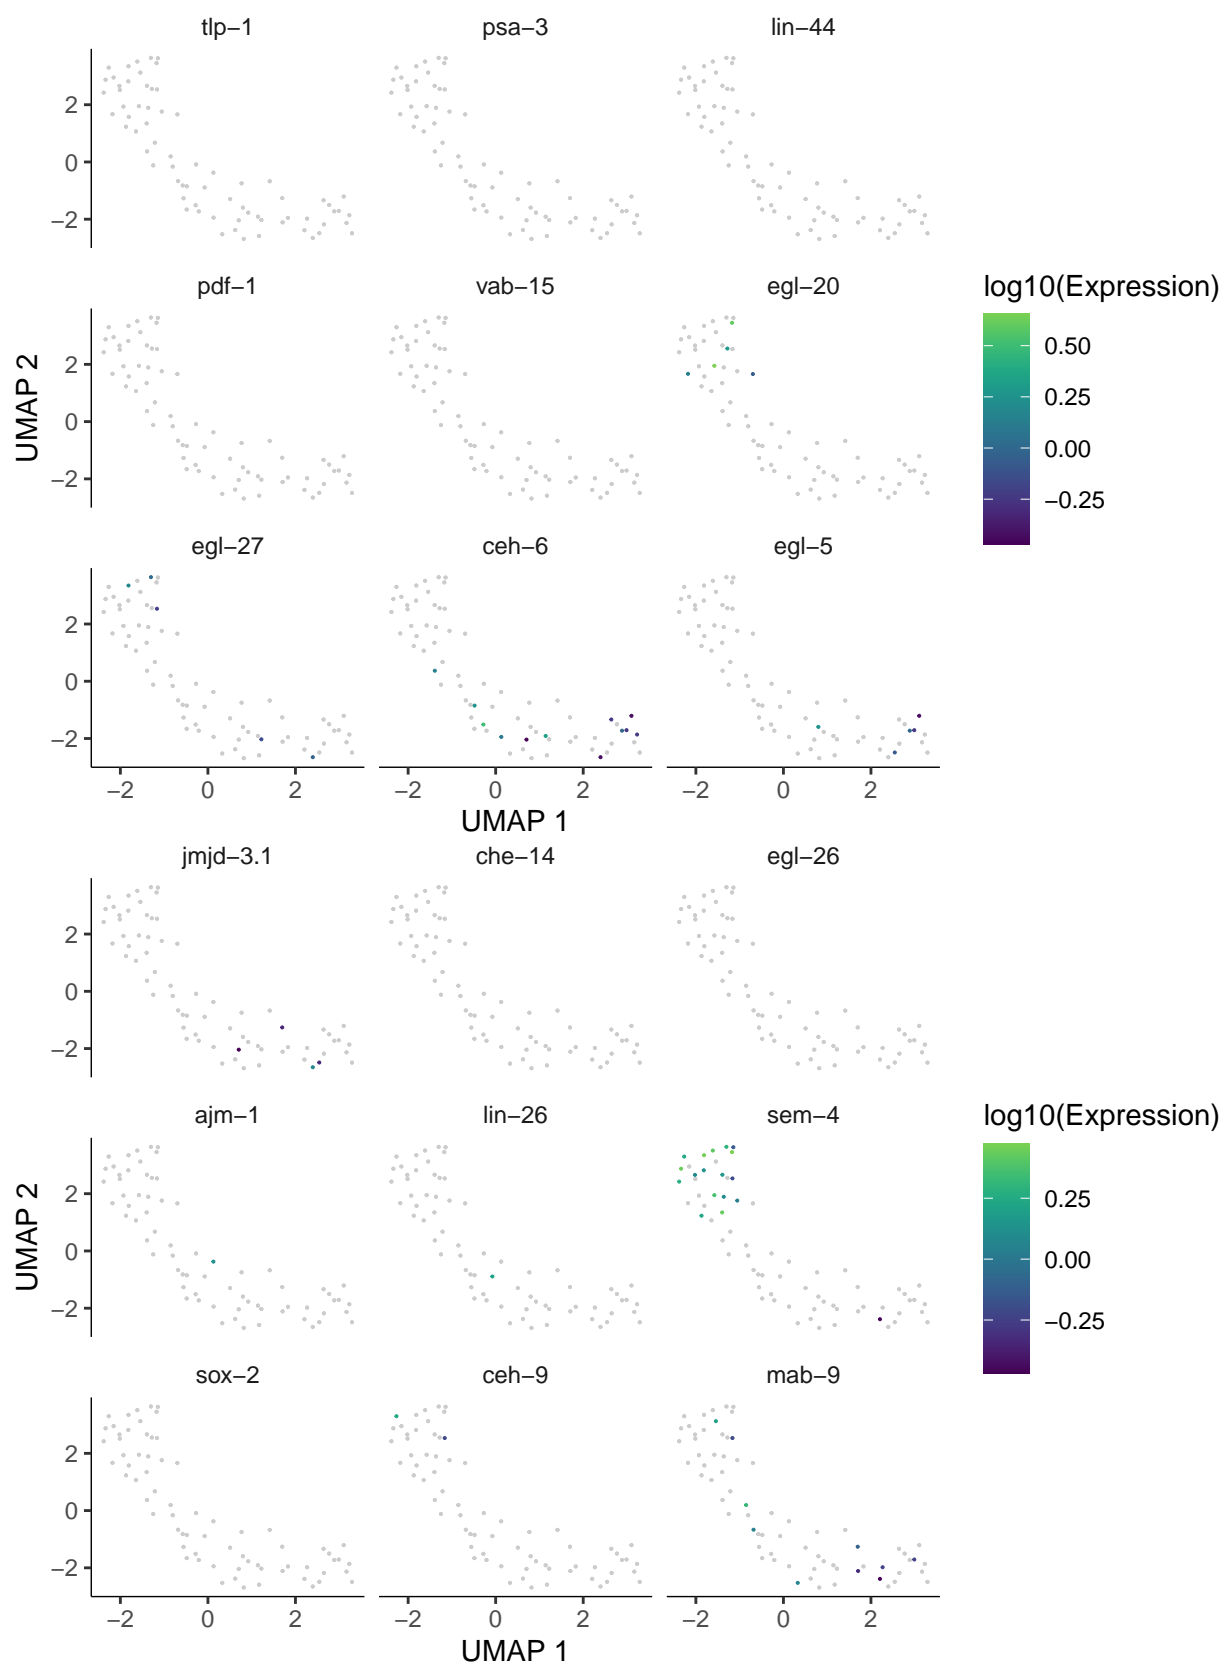 tlp−1 psa−3 lin−44
2
0
−2
pdf−1 vab−15 egl−20
log10(Expression)
0.50
0.25
0.00
−0.25
UMAP 2
2
0
−2
egl−27 ceh−6 egl−5
2
0
−2
−2 0 2 −2 0 2 −2 0 2
UMAP 1
jmjd−3.1 che−14 egl−26
2
0
−2
ajm−1 lin−26 sem−4
log10(Expression)
0.25
0.00
−0.25
UMAP 2
2
0
−2
sox−2 ceh−9 mab−9
2
0
−2
−2 0 2 −2 0 2 −2 0 2
UMAP 1